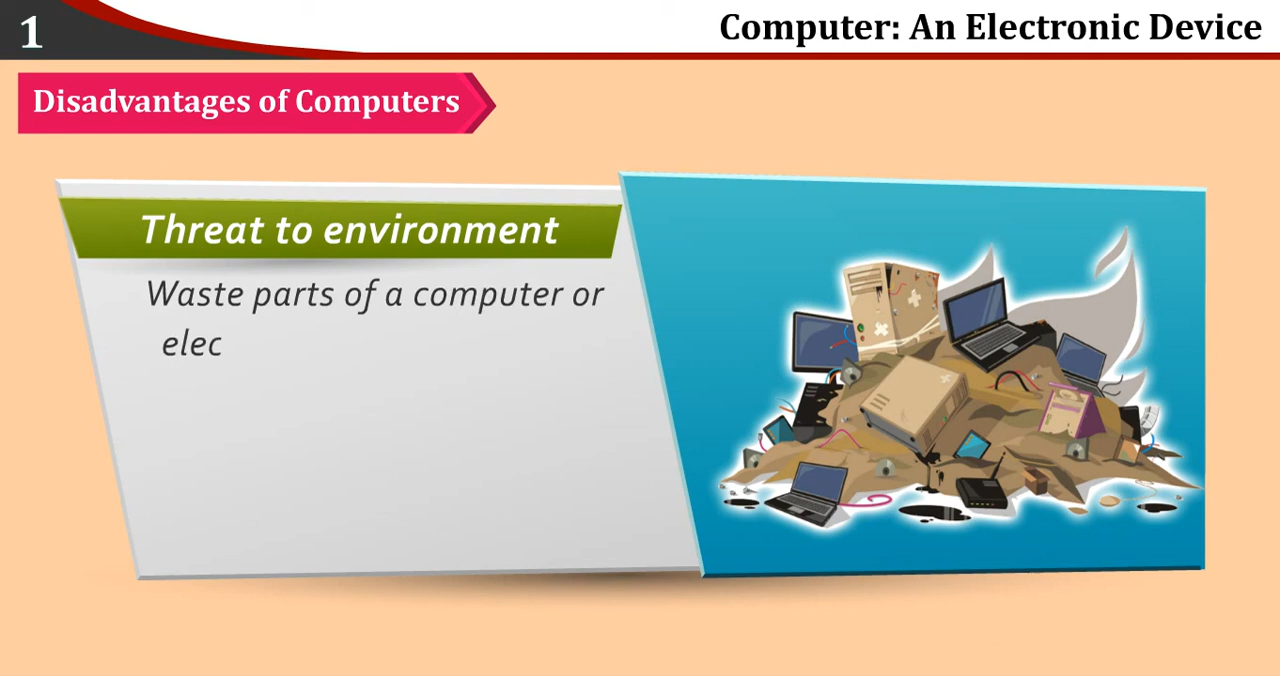 1
Computer: An Electronic Device
Disadvantages of Computers
Threat to environment
Waste parts of a computer or
elec